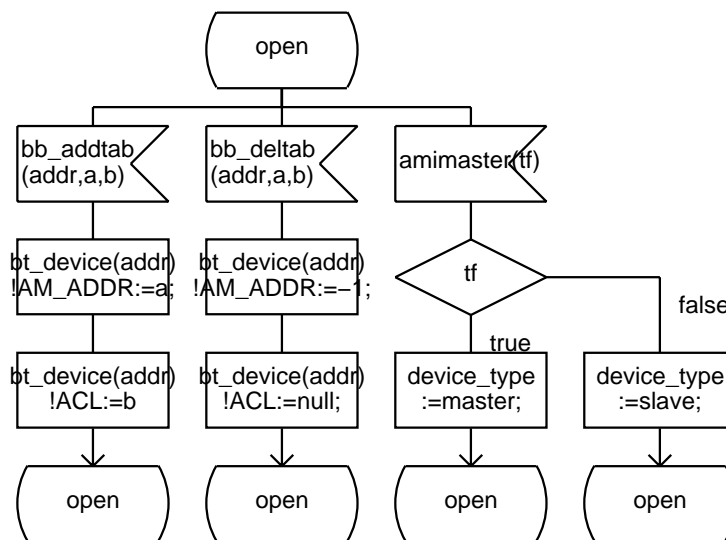 open
bb_addtab
(addr,a,b)
bb_deltab
(addr,a,b)
amimaster(tf)
bt_device(addr)
!AM_ADDR:=a;
bt_device(addr)
!AM_ADDR:=−1;
tf
false
true
bt_device(addr)
!ACL:=b
bt_device(addr)
!ACL:=null;
device_type
:=master;
device_type
:=slave;
open
open
open
open